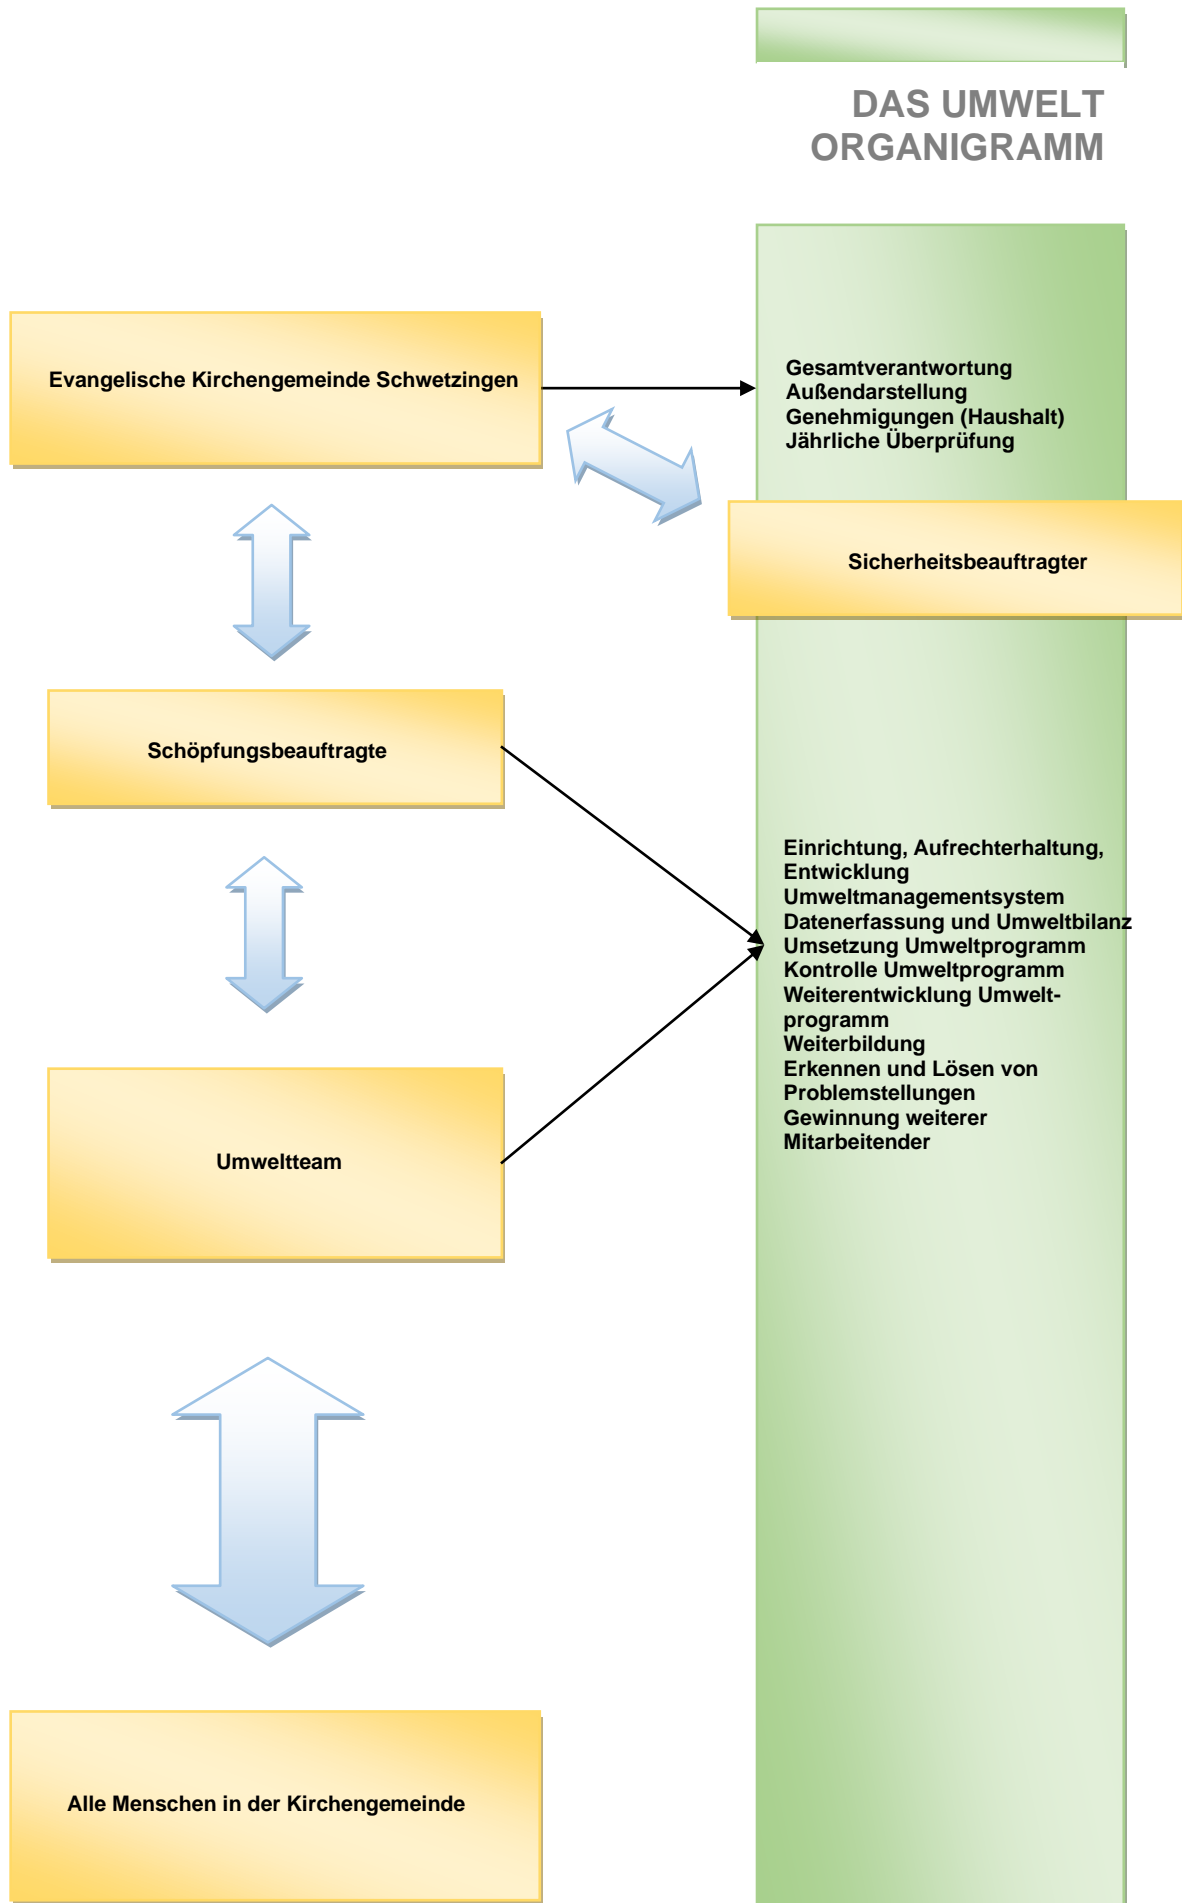 DAS UMWELT
ORGANIGRAMM
Evangelische Kirchengemeinde Schwetzingen
Gesamtverantwortung
Außendarstellung
Genehmigungen (Haushalt)
Jährliche Überprüfung
Sicherheitsbeauftragter
Schöpfungsbeauftragte
Einrichtung, Aufrechterhaltung,
Entwicklung
Umweltmanagementsystem
Datenerfassung und Umweltbilanz
Umsetzung Umweltprogramm
Kontrolle Umweltprogramm
Weiterentwicklung Umwelt-
programm
Weiterbildung
Erkennen und Lösen von
Problemstellungen
Gewinnung weiterer
Mitarbeitender
Umweltteam
Alle Menschen in der Kirchengemeinde